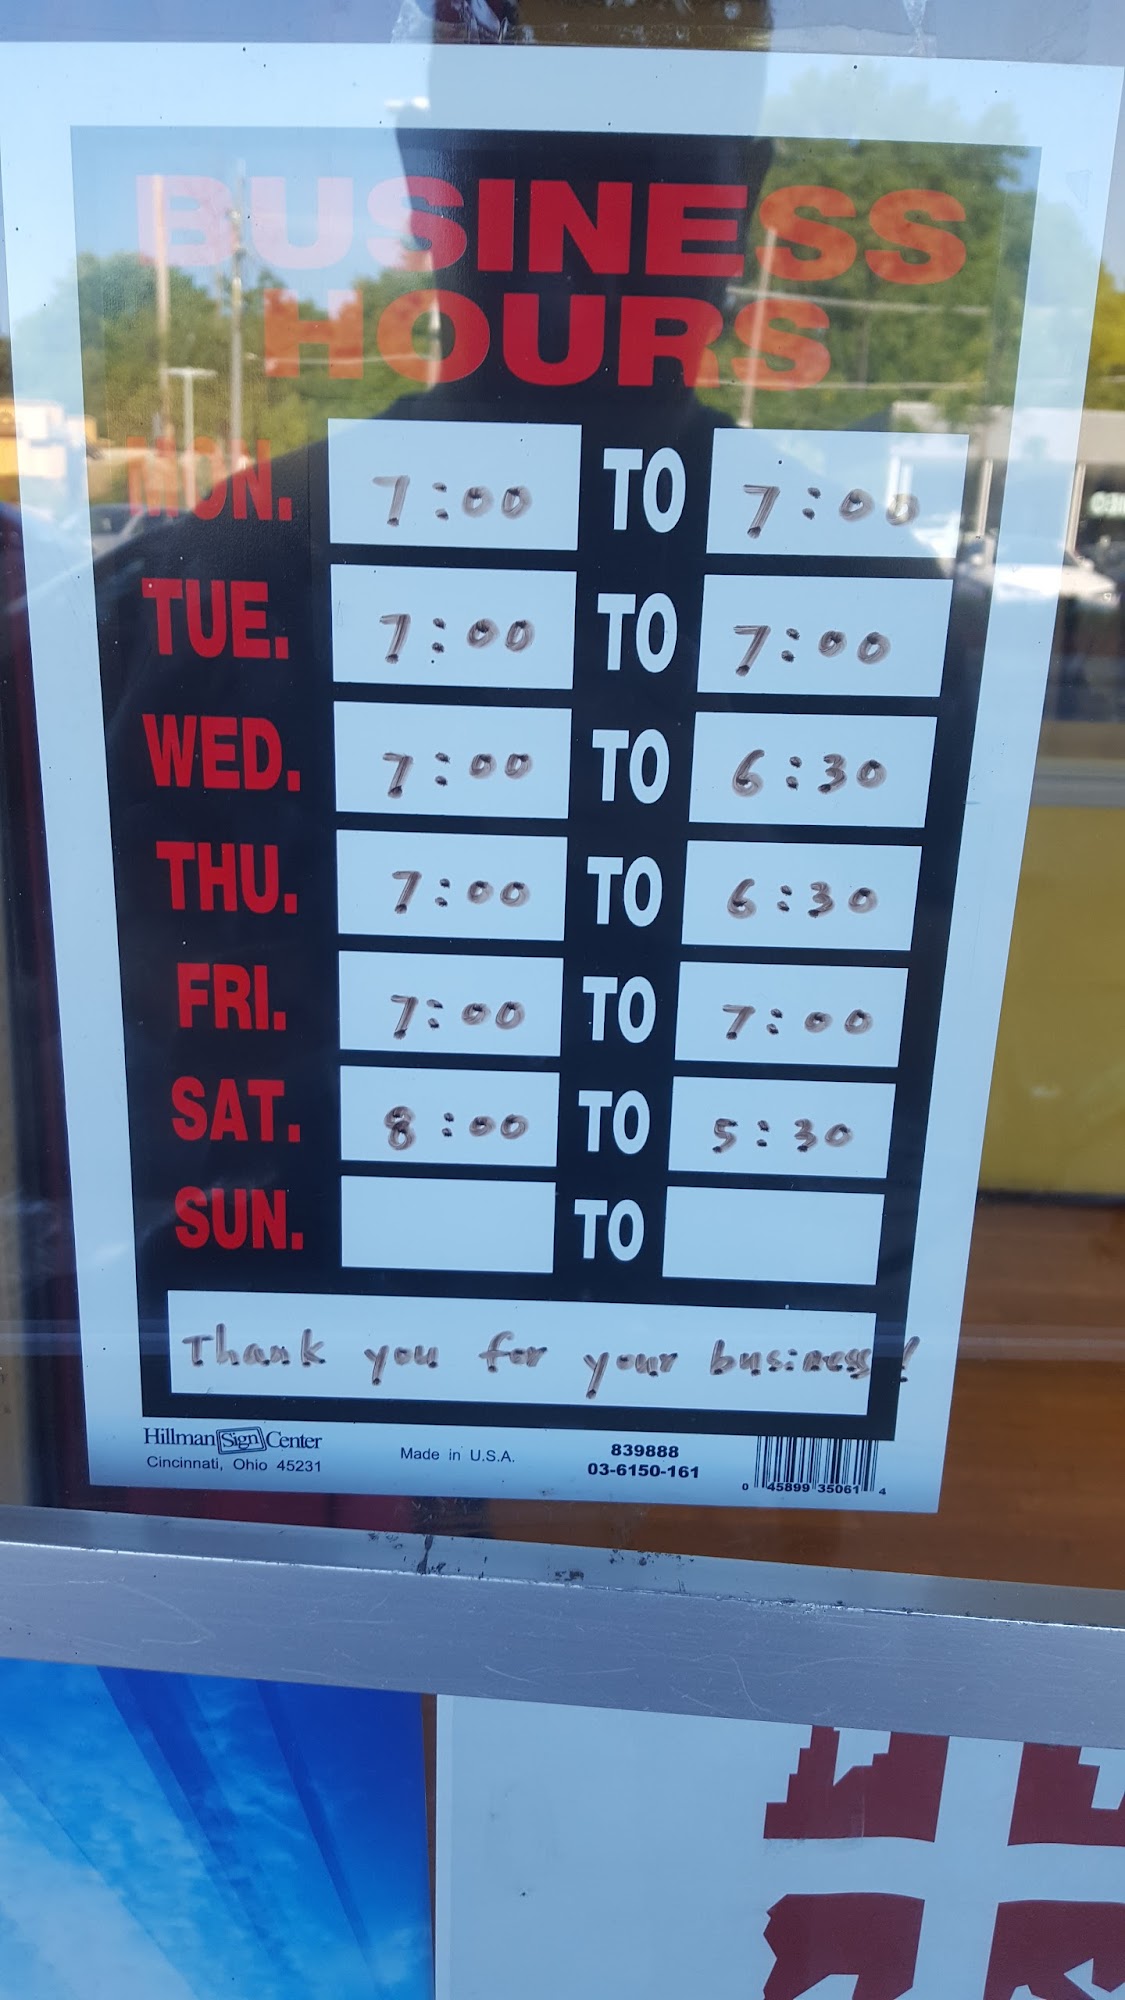 BUSINESS
HOURS
MON. 7:00 TO 7:00
TUE. 7:00 TO 7:00
WED. 7:00 TO 6:30
THU. 7:00 TO 6:30
FRI. 7:00 TO 7:00
SAT. 8:00 TO 5:30
SUN. TO
Thank you for your business!
Hillman Sign Center
Cincinnati, Ohio 45231
Made in U.S.A.
839888
03-6150-161
0 45899 35061 4